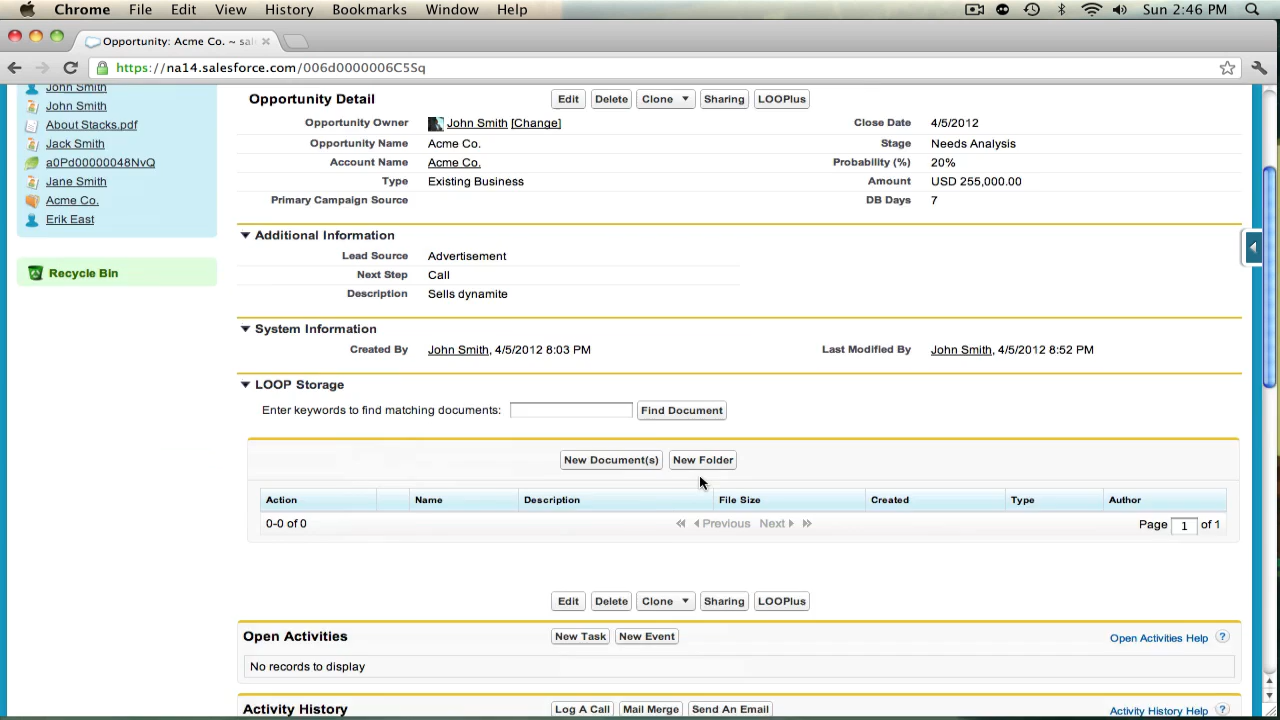 Chrome File Edit View History Bookmarks Window Help Sun 2:46 PM
Opportunity: Acme Co. ~ sal
https://na14.salesforce.com/006d0000006C5Sq
John Smith
John Smith
About Stacks.pdf
Jack Smith
a0Pd00000048NvQ
Jane Smith
Acme Co.
Erik East
Recycle Bin
Opportunity Detail Edit Delete Clone Sharing LOOPlus
Opportunity Owner John Smith [Change] Close Date 4/5/2012
Opportunity Name Acme Co. Stage Needs Analysis
Account Name Acme Co. Probability (%) 20%
Type Existing Business Amount USD 255,000.00
Primary Campaign Source DB Days 7
Additional Information
Lead Source Advertisement
Next Step Call
Description Sells dynamite
System Information
Created By John Smith, 4/5/2012 8:03 PM Last Modified By John Smith, 4/5/2012 8:52 PM
LOOP Storage
Enter keywords to find matching documents: Find Document
New Document(s) New Folder
Action Name Description File Size Created Type Author
0-0 of 0 Previous Next Page 1 of 1
Edit Delete Clone Sharing LOOPlus
Open Activities New Task New Event Open Activities Help ?
No records to display
Activity History Log A Call Mail Merge Send An Email Activity History Help ?